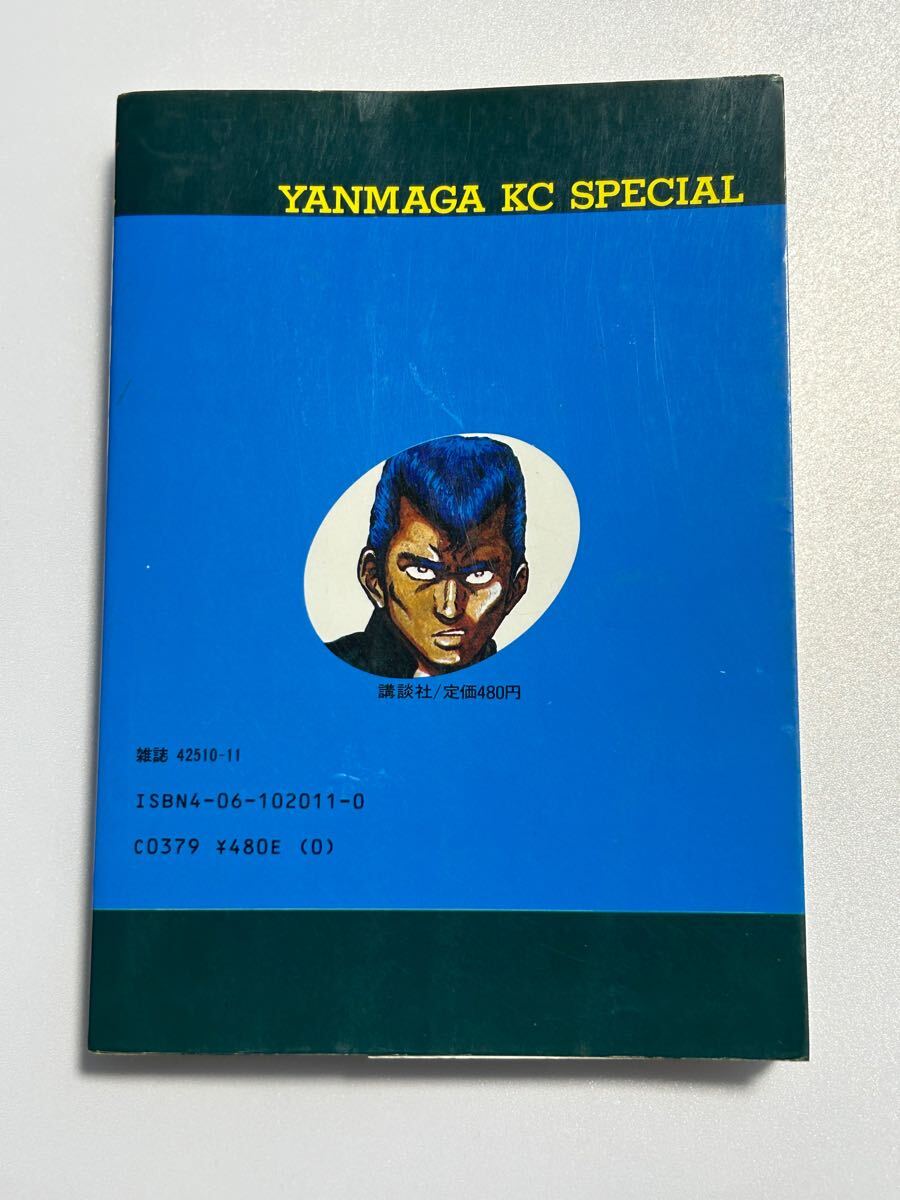 YANMAGA KC SPECIAL
講談社/定価480円
雑誌 42510-11
ISBN4-06-102011-0
C0379 ¥480E (0)